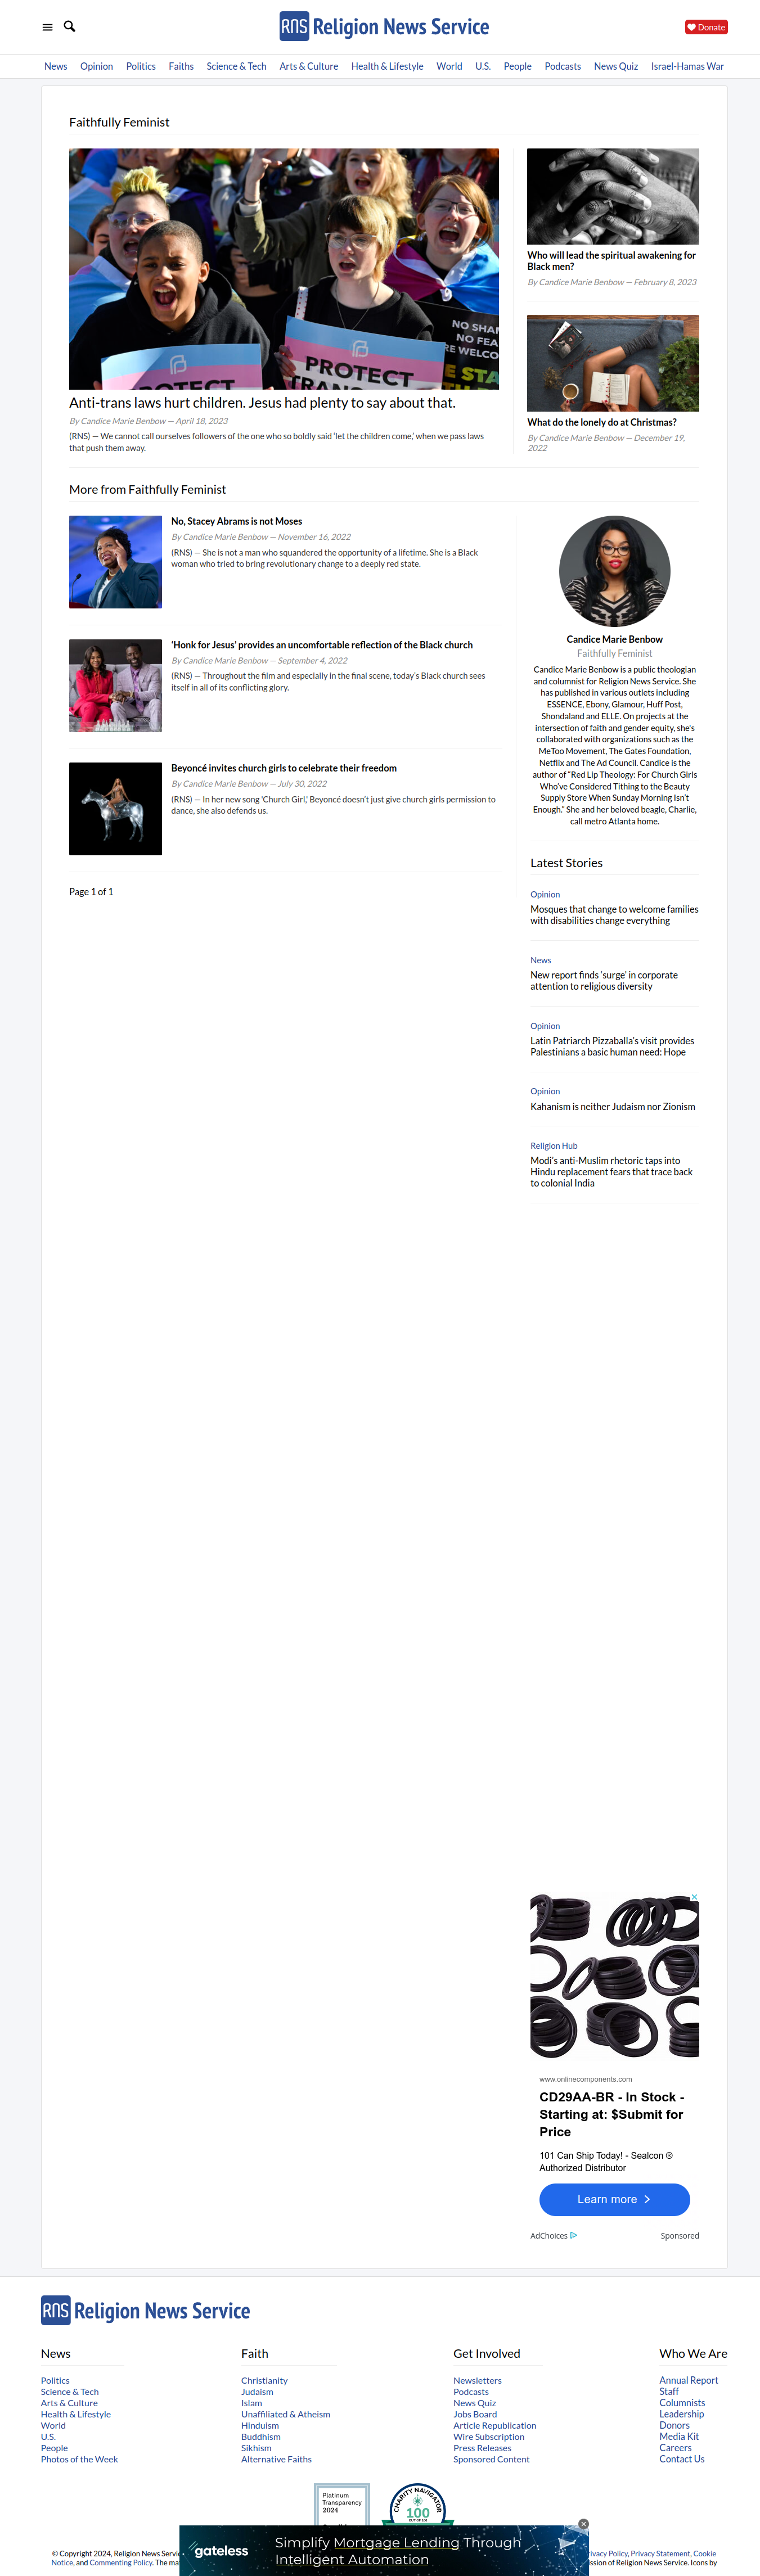 RNS Religion News Service
Donate
News Opinion Politics Faiths Science & Tech Arts & Culture Health & Lifestyle World U.S. People Podcasts News Quiz Israel-Hamas War
Faithfully Feminist
PROTECT
PROTECT
TRANS
NO SHAM
NO FEA
RE WELCO
E STA
Anti-trans laws hurt children. Jesus had plenty to say about that.
By Candice Marie Benbow — April 18, 2023
(RNS) — We cannot call ourselves followers of the one who so boldly said ‘let the children come,’ when we pass laws
that push them away.
Who will lead the spiritual awakening for
Black men?
By Candice Marie Benbow — February 8, 2023
What do the lonely do at Christmas?
By Candice Marie Benbow — December 19,
2022
More from Faithfully Feminist
No, Stacey Abrams is not Moses
By Candice Marie Benbow — November 16, 2022
(RNS) — She is not a man who squandered the opportunity of a lifetime. She is a Black
woman who tried to bring revolutionary change to a deeply red state.
‘Honk for Jesus’ provides an uncomfortable reflection of the Black church
By Candice Marie Benbow — September 4, 2022
(RNS) — Throughout the film and especially in the final scene, today’s Black church sees
itself in all of its conflicting glory.
Beyoncé invites church girls to celebrate their freedom
By Candice Marie Benbow — July 30, 2022
(RNS) — In her new song ‘Church Girl,’ Beyoncé doesn’t just give church girls permission to
dance, she also defends us.
Page 1 of 1
Candice Marie Benbow
Faithfully Feminist
Candice Marie Benbow is a public theologian
and columnist for Religion News Service. She
has published in various outlets including
ESSENCE, Ebony, Glamour, Huff Post,
Shondaland and ELLE. On projects at the
intersection of faith and gender equity, she's
collaborated with organizations such as the
MeToo Movement, The Gates Foundation,
Netflix and The Ad Council. Candice is the
author of “Red Lip Theology: For Church Girls
Who’ve Considered Tithing to the Beauty
Supply Store When Sunday Morning Isn’t
Enough.” She and her beloved beagle, Charlie,
call metro Atlanta home.
Latest Stories
Opinion
Mosques that change to welcome families
with disabilities change everything
News
New report finds ‘surge’ in corporate
attention to religious diversity
Opinion
Latin Patriarch Pizzaballa’s visit provides
Palestinians a basic human need: Hope
Opinion
Kahanism is neither Judaism nor Zionism
Religion Hub
Modi’s anti-Muslim rhetoric taps into
Hindu replacement fears that trace back
to colonial India
www.onlinecomponents.com
CD29AA-BR - In Stock -
Starting at: $Submit for
Price
101 Can Ship Today! - Sealcon ®
Authorized Distributor
Learn more
AdChoices
Sponsored
RNS Religion News Service
News
Politics
Science & Tech
Arts & Culture
Health & Lifestyle
World
U.S.
People
Photos of the Week
Faith
Christianity
Judaism
Islam
Unaffiliated & Atheism
Hinduism
Buddhism
Sikhism
Alternative Faiths
Get Involved
Newsletters
Podcasts
News Quiz
Jobs Board
Article Republication
Wire Subscription
Press Releases
Sponsored Content
Who We Are
Annual Report
Staff
Columnists
Leadership
Donors
Media Kit
Careers
Contact Us
Platinum
Transparency
2024
CHARITY NAVIGATOR
100
OUT OF 100
gateless
Simplify Mortgage Lending Through
Intelligent Automation
© Copyright 2024, Religion News Servic
rivacy Policy, Privacy Statement, Cookie
Notice, and Commenting Policy. The ma
ssion of Religion News Service. Icons by